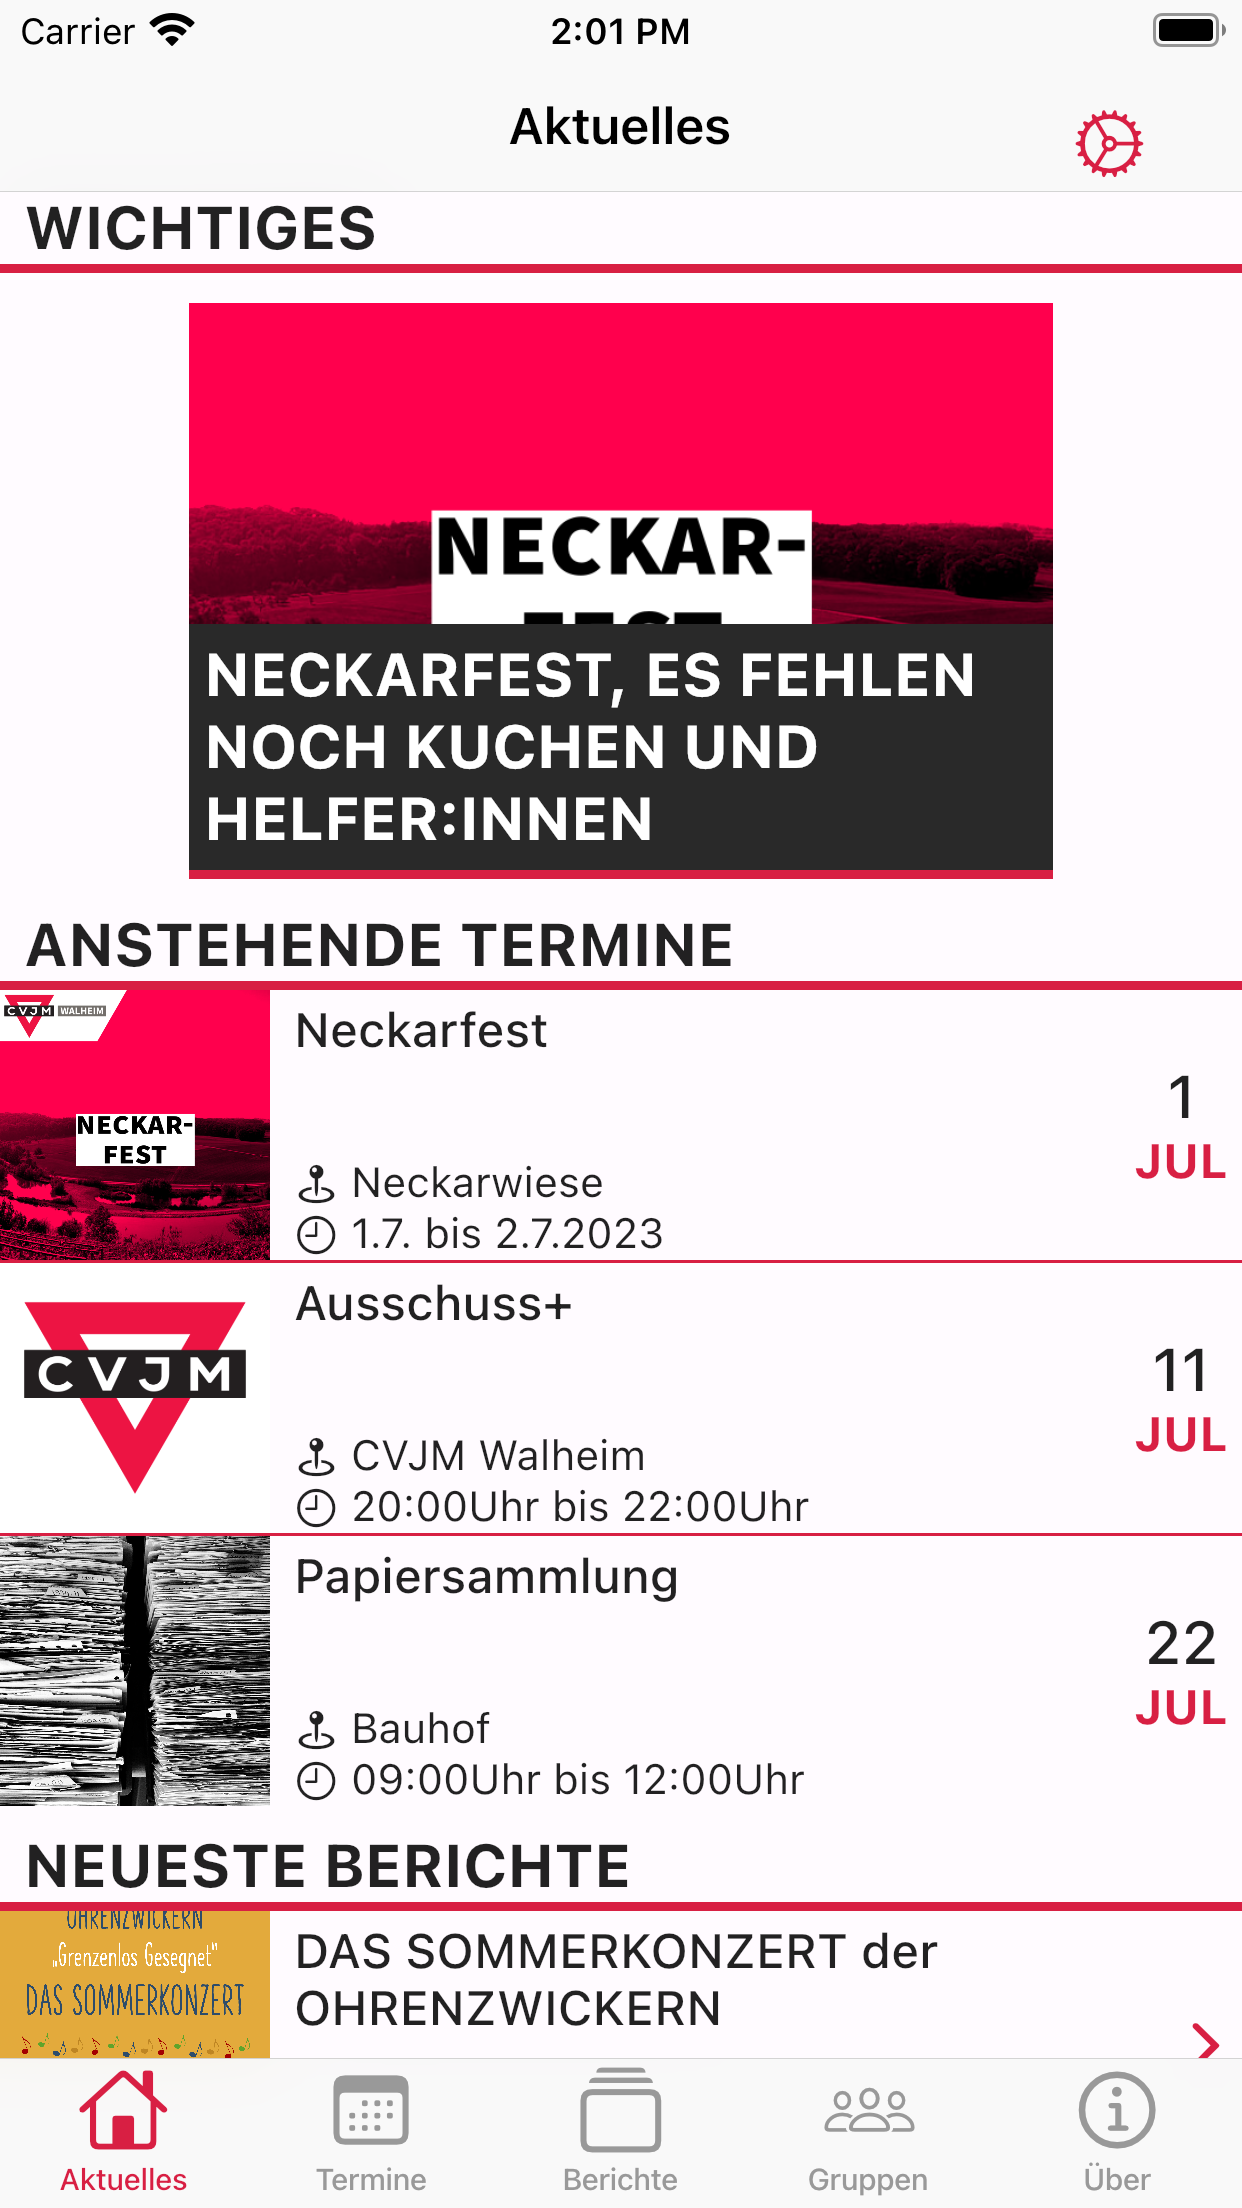 Carrier 2:01 PM
Aktuelles
WICHTIGES
NECKAR-
FEST
NECKARFEST, ES FEHLEN
NOCH KUCHEN UND
HELFER:INNEN
ANSTEHENDE TERMINE
CVJM WALHEIM
NECKAR-
FEST
Neckarfest
Neckarwiese
1.7. bis 2.7.2023
1
JUL
CVJM
Ausschuss+
CVJM Walheim
20:00Uhr bis 22:00Uhr
11
JUL
Papiersammlung
Bauhof
09:00Uhr bis 12:00Uhr
22
JUL
NEUESTE BERICHTE
OHRENZWICKERN
„Grenzenlos Gesegnet“
DAS SOMMERKONZERT
DAS SOMMERKONZERT der
OHRENZWICKERN
Aktuelles
Termine
Berichte
Gruppen
Über